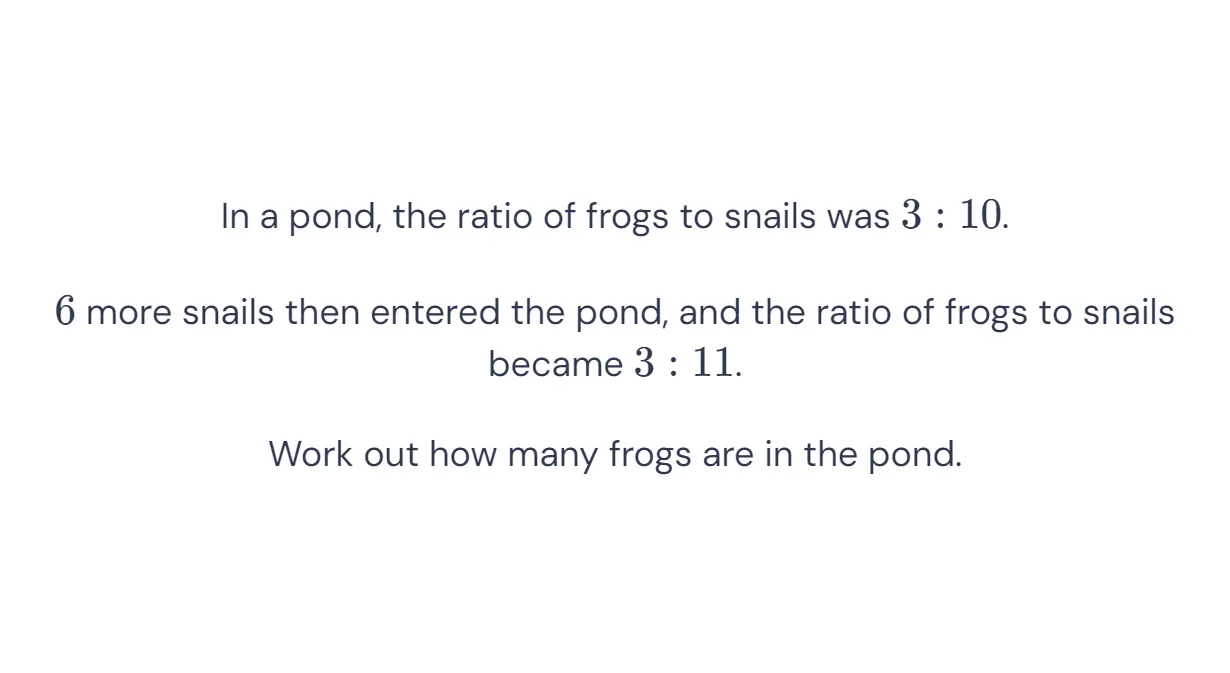 In a pond, the ratio of frogs to snails was 3 : 10.
6 more snails then entered the pond, and the ratio of frogs to snails
became 3 : 11.
Work out how many frogs are in the pond.